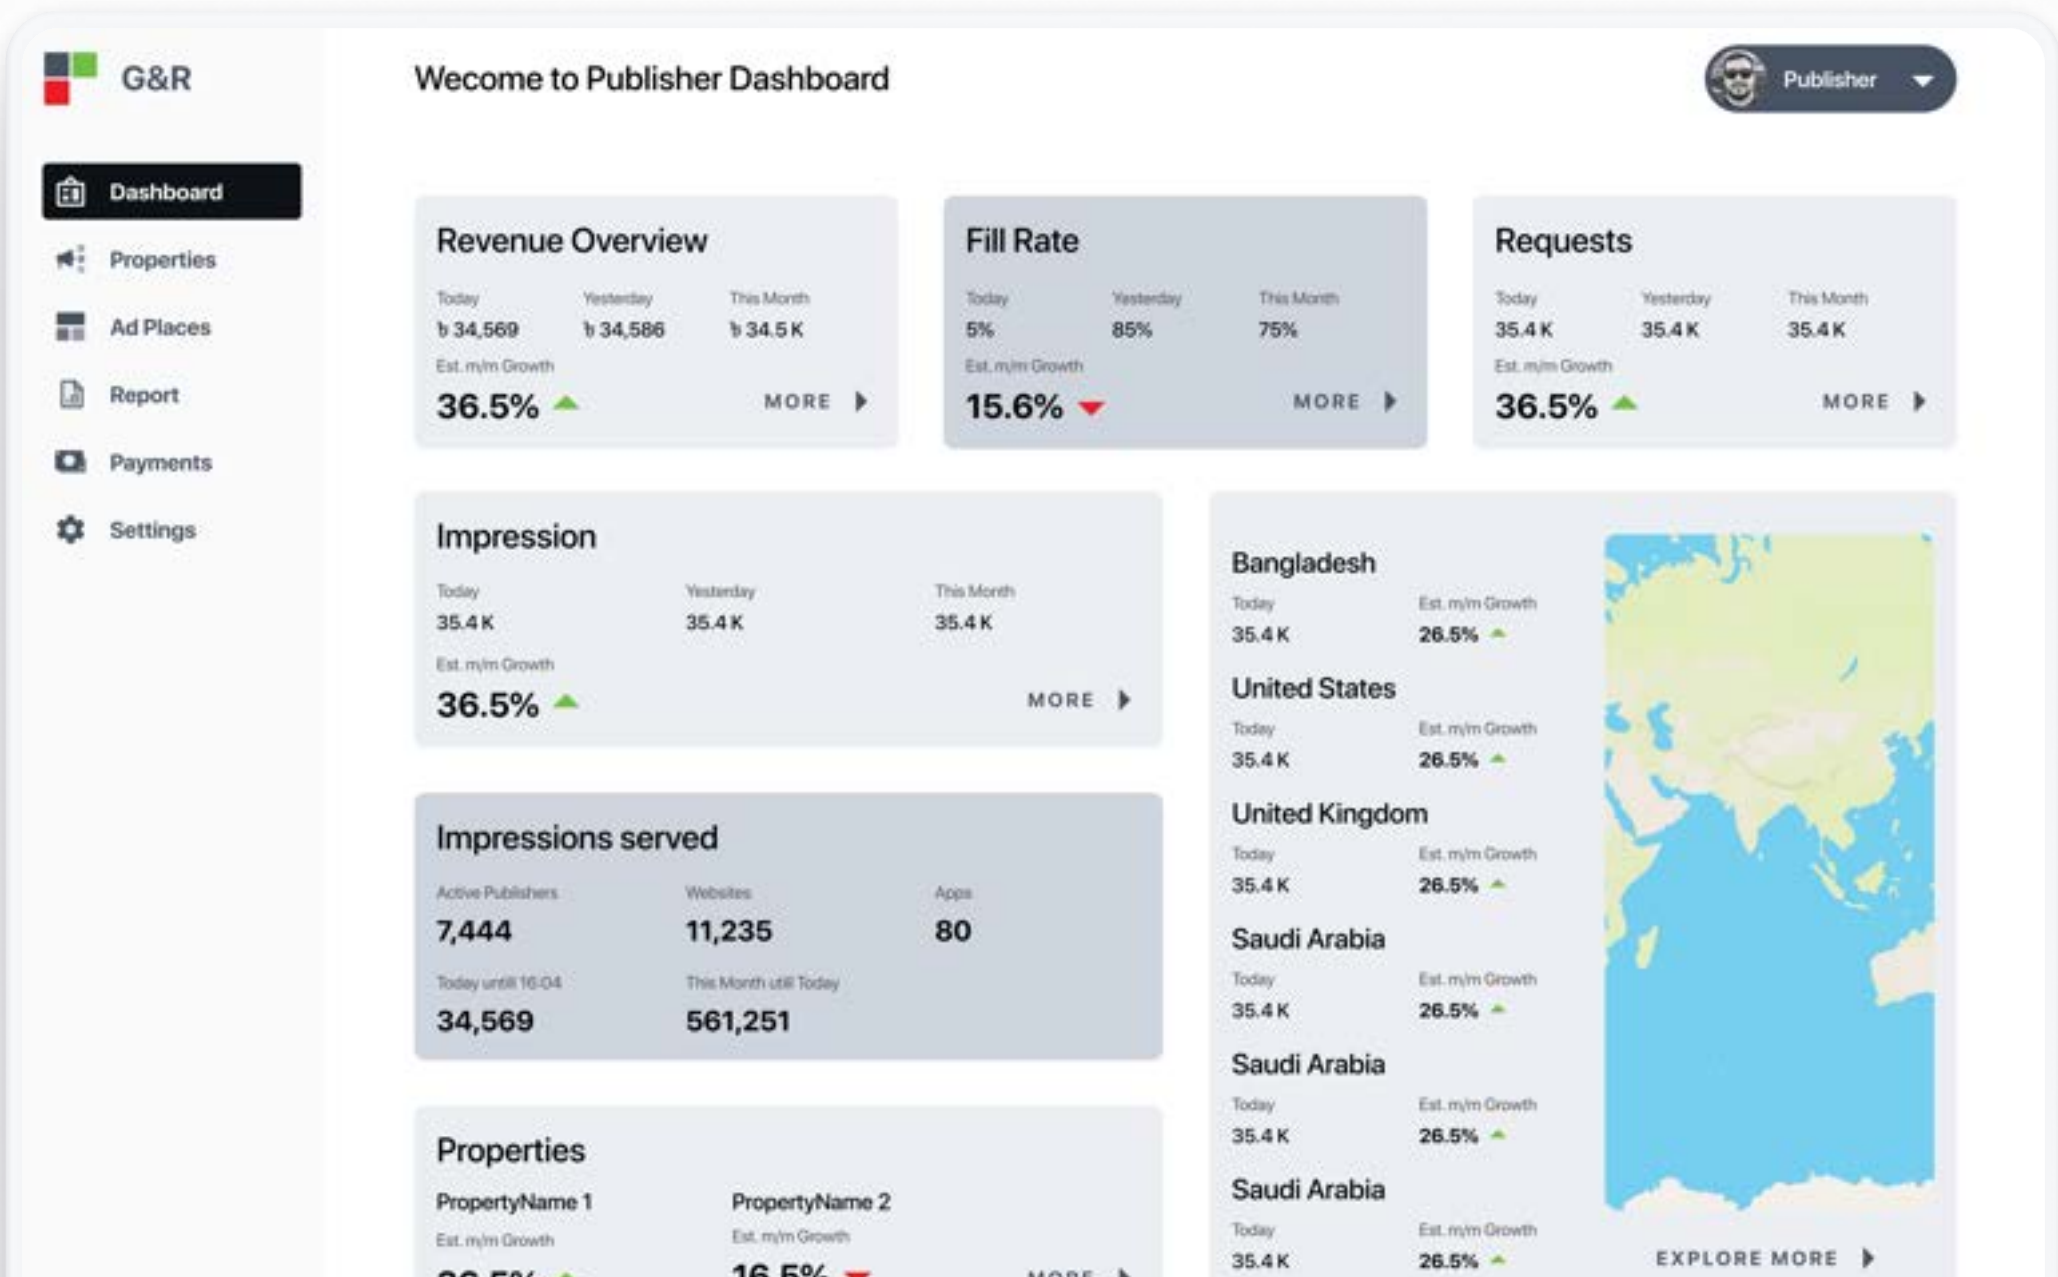 G&R
Wecome to Publisher Dashboard
Publisher
Dashboard
Properties
Ad Places
Report
Payments
Settings
Revenue Overview
Today Yesterday This Month
৳ 34,569 ৳ 34,586 ৳ 34.5 K
Est. m/m Growth
36.5% MORE
Fill Rate
Today Yesterday This Month
5% 85% 75%
Est. m/m Growth
15.6% MORE
Requests
Today Yesterday This Month
35.4 K 35.4 K 35.4 K
Est. m/m Growth
36.5% MORE
Impression
Today Yesterday This Month
35.4 K 35.4 K 35.4 K
Est. m/m Growth
36.5% MORE
Impressions served
Active Publishers Websites Apps
7,444 11,235 80
Today untill 16:04 This Month utill Today
34,569 561,251
Properties
PropertyName 1 PropertyName 2
Est. m/m Growth Est. m/m Growth
16.5% MORE
Bangladesh
Today Est. m/m Growth
35.4 K 26.5%
United States
Today Est. m/m Growth
35.4 K 26.5%
United Kingdom
Today Est. m/m Growth
35.4 K 26.5%
Saudi Arabia
Today Est. m/m Growth
35.4 K 26.5%
Saudi Arabia
Today Est. m/m Growth
35.4 K 26.5%
Saudi Arabia
Today Est. m/m Growth
35.4 K 26.5%
EXPLORE MORE